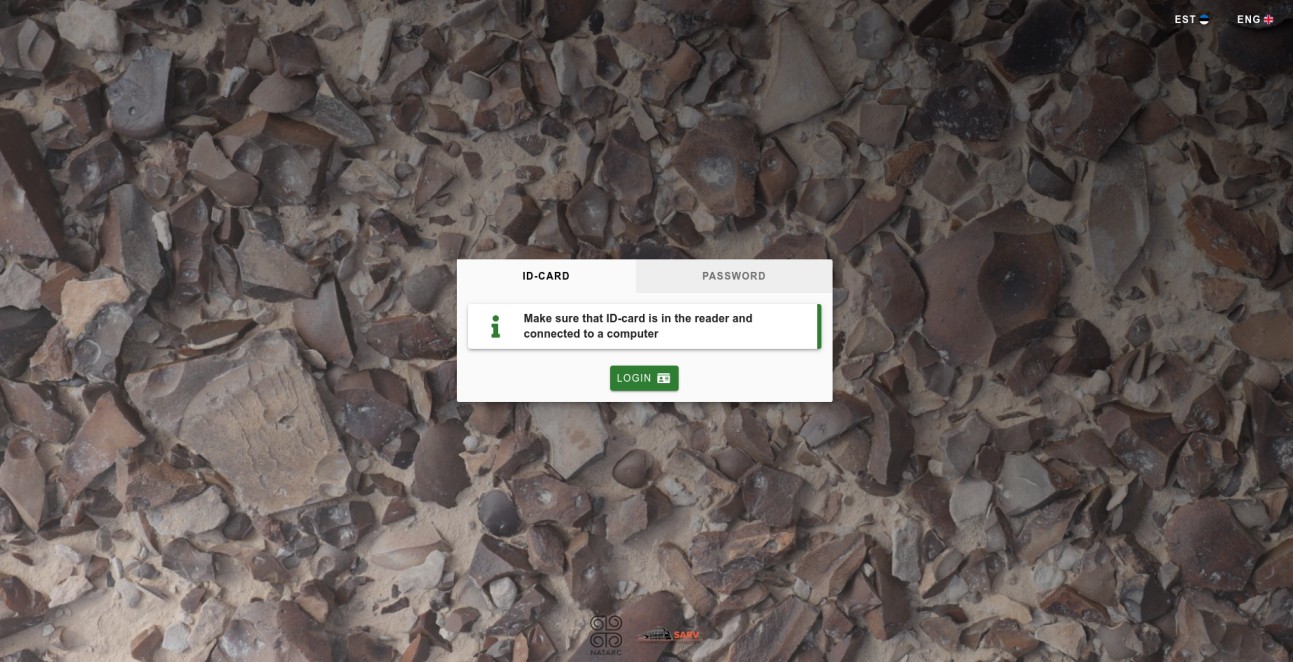 EST
ENG
ID-CARD
PASSWORD
Make sure that ID-card is in the reader and
connected to a computer
LOGIN
NATARC
SARV